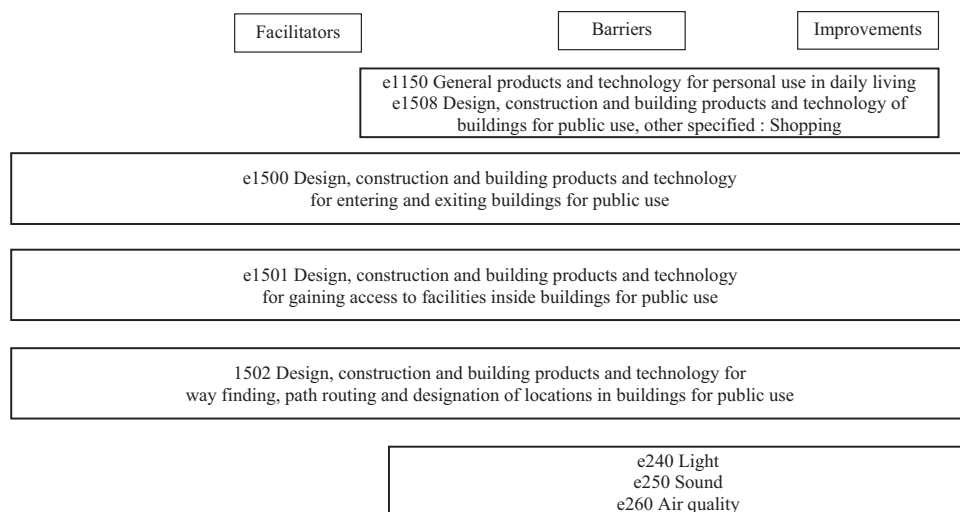 Facilitators
Barriers
Improvements
e1150 General products and technology for personal use in daily living
e1508 Design, construction and building products and technology of
buildings for public use, other specified : Shopping
e1500 Design, construction and building products and technology
for entering and exiting buildings for public use
e1501 Design, construction and building products and technology
for gaining access to facilities inside buildings for public use
1502 Design, construction and building products and technology for
way finding, path routing and designation of locations in buildings for public use
e240 Light
e250 Sound
e260 Air quality